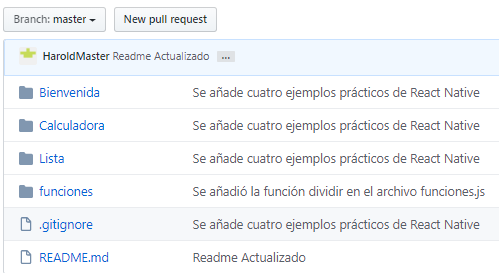 Branch: master New pull request
HaroldMaster Readme Actualizado ...
Bienvenida Se añade cuatro ejemplos prácticos de React Native
Calculadora Se añade cuatro ejemplos prácticos de React Native
Lista Se añade cuatro ejemplos prácticos de React Native
funciones Se añadió la función dividir en el archivo funciones.js
.gitignore Se añade cuatro ejemplos prácticos de React Native
README.md Readme Actualizado